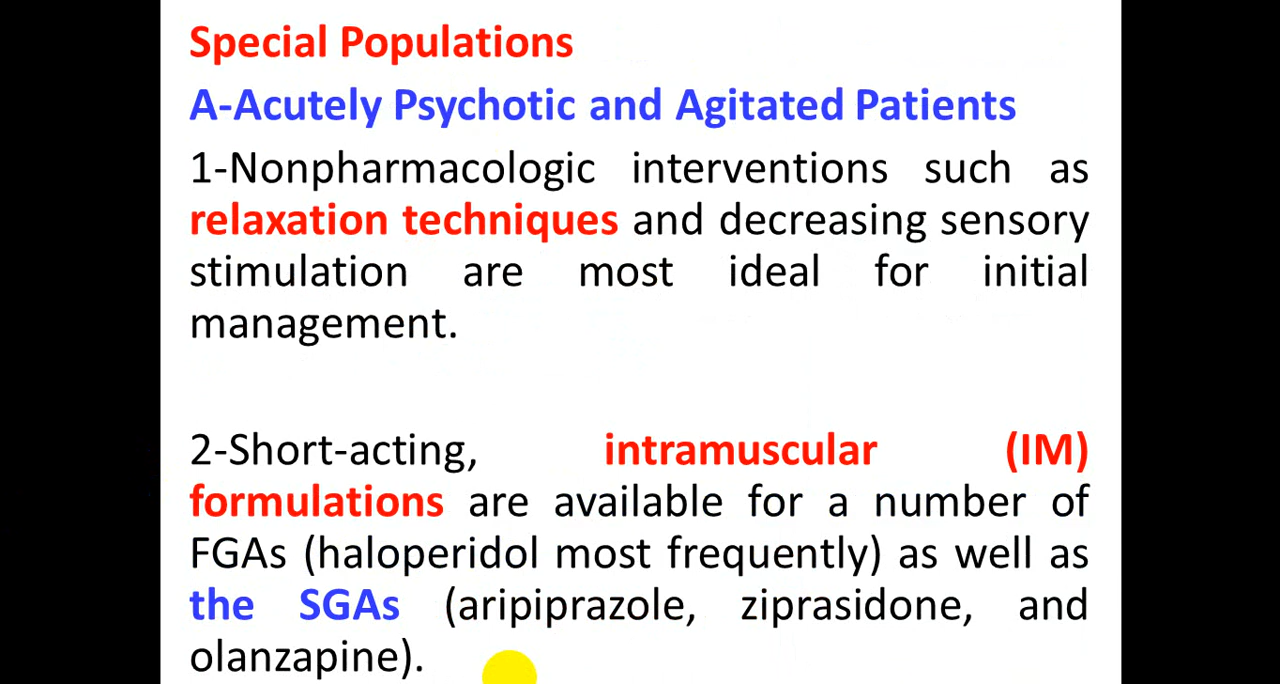 Special Populations
A-Acutely Psychotic and Agitated Patients
1-Nonpharmacologic interventions such as
relaxation techniques and decreasing sensory
stimulation are most ideal for initial
management.
2-Short-acting, intramuscular (IM)
formulations are available for a number of
FGAs (haloperidol most frequently) as well as
the SGAs (aripiprazole, ziprasidone, and
olanzapine).